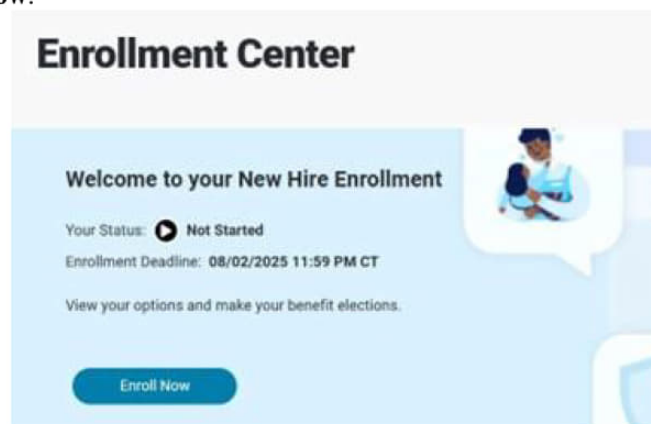 Enrollment Center
Welcome to your New Hire Enrollment
Your Status: Not Started
Enrollment Deadline: 08/02/2025 11:59 PM CT
View your options and make your benefit elections.
Enroll Now